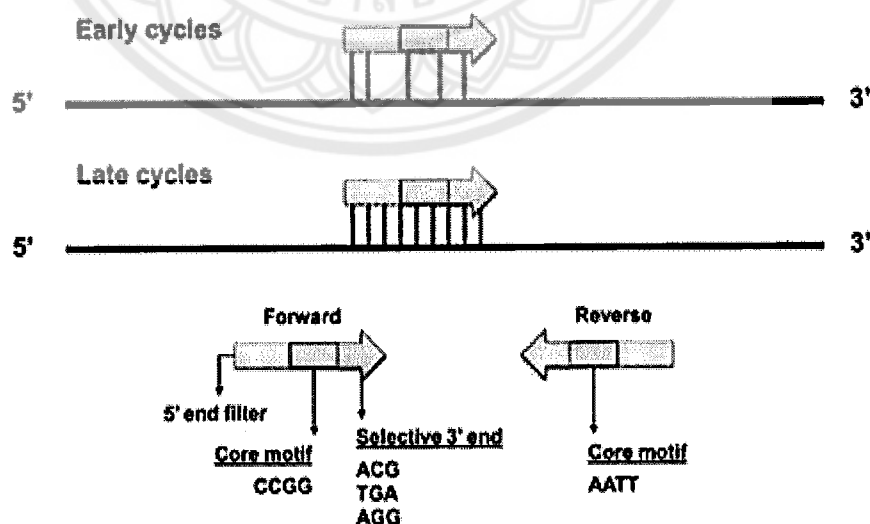 Early cycles
5' 3'
Late cycles
5' 3'
Forward Reverse
5' end filler
Core motif
CCGG
Selective 3' end
ACG
TGA
AGG
Core motif
AATT